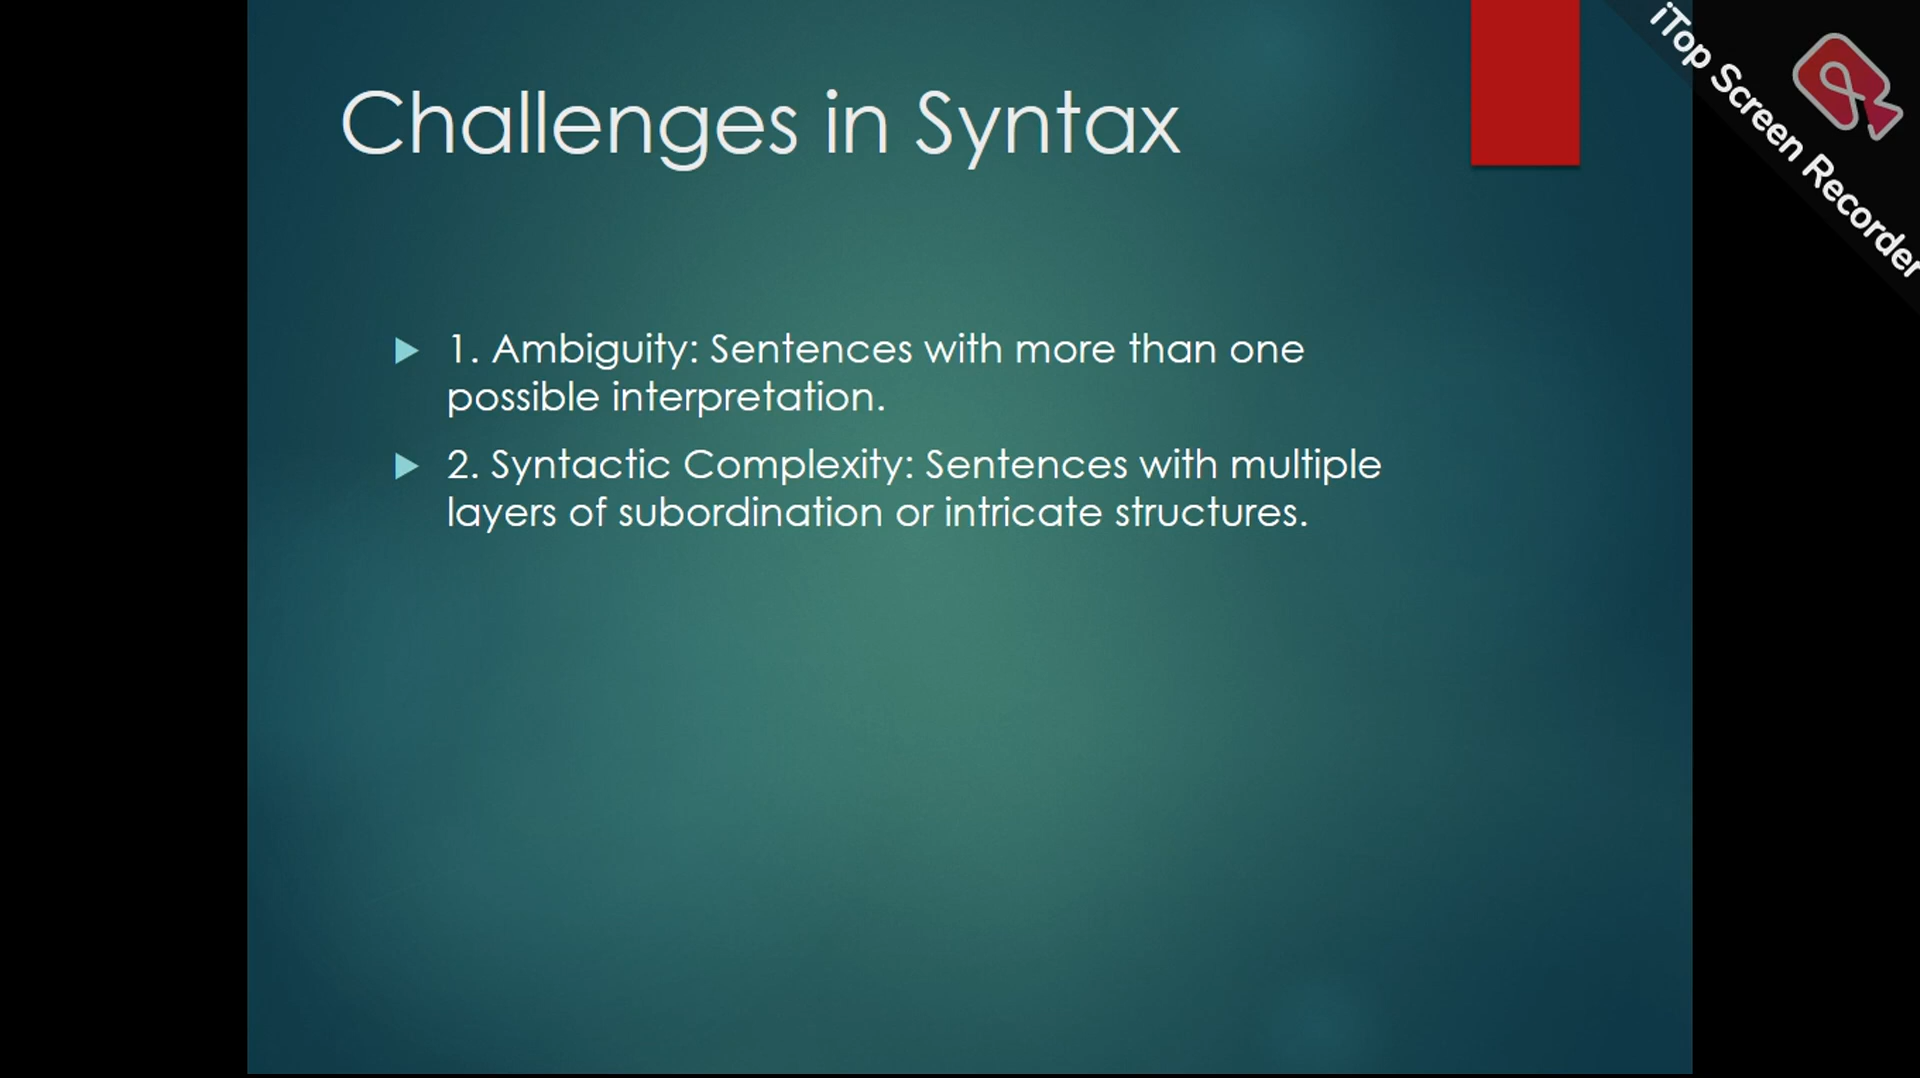 Challenges in Syntax
1. Ambiguity: Sentences with more than one
possible interpretation.
2. Syntactic Complexity: Sentences with multiple
layers of subordination or intricate structures.
iTop Screen Recorder